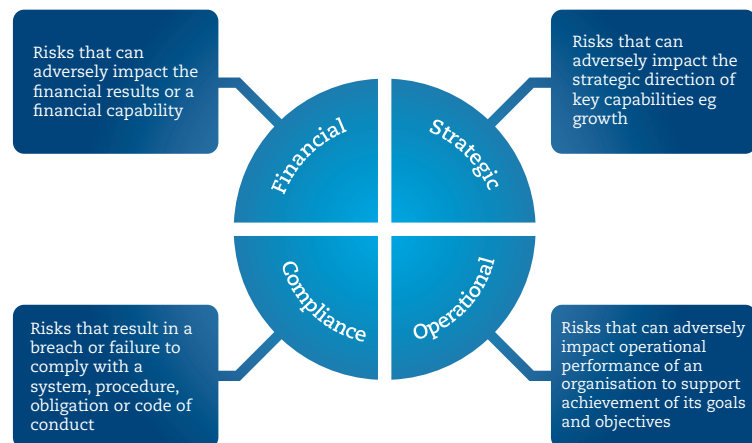 Risks that can
adversely impact the
financial results or a
financial capability
Risks that can
adversely impact the
strategic direction of
key capabilities eg
growth
Financial
Strategic
Compliance
Operational
Risks that result in a
breach or failure to
comply with a
system, procedure,
obligation or code of
conduct
Risks that can adversely
impact operational
performance of an
organisation to support
achievement of its goals
and objectives